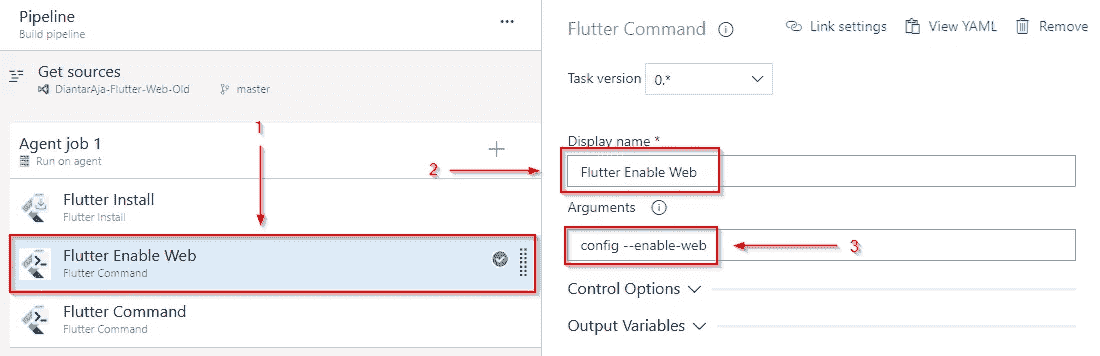 Pipeline
...
Build pipeline
Get sources
DiantarAja-Flutter-Web-Old
master
1
Agent job 1
Run on agent
Flutter Install
Flutter Install
Flutter Enable Web
Flutter Command
Flutter Command
Flutter Command
Flutter Command
Link settings
View YAML
Remove
Task version
0.*
Display name *
2
Flutter Enable Web
Arguments
config --enable-web
3
Control Options
Output Variables